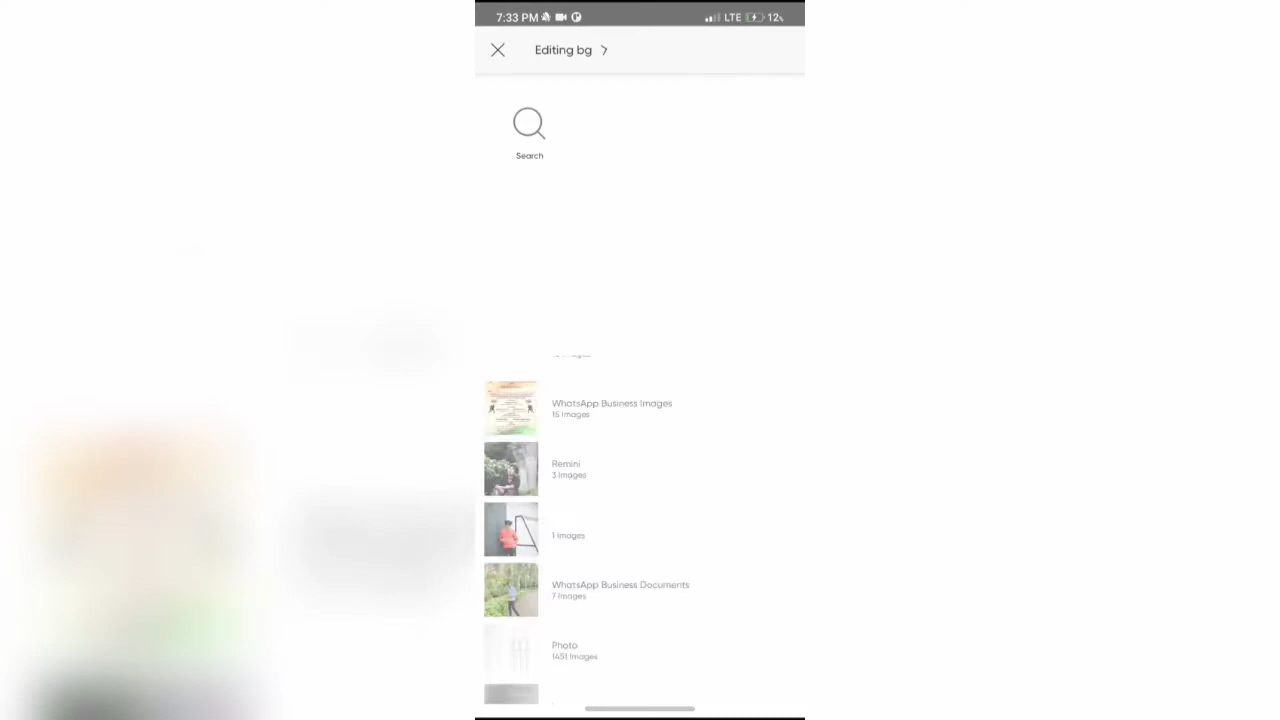 7:33 PM LTE 12%
Editing bg
Search
WhatsApp Business Images
15 Images
Remini
3 Images
1 Images
WhatsApp Business Documents
7 Images
Photo
1451 Images